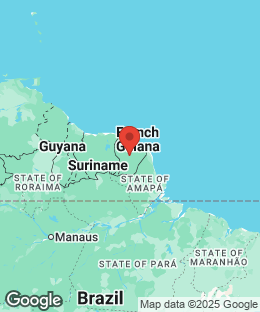 French
Guiana
Guyana
Suriname
STATE OF
AMAPÁ
STATE OF
RORAIMA
Manaus
STATE OF PARÁ
STATE OF
MARANHÃO
Brazil
Google
Map data ©2025 Google